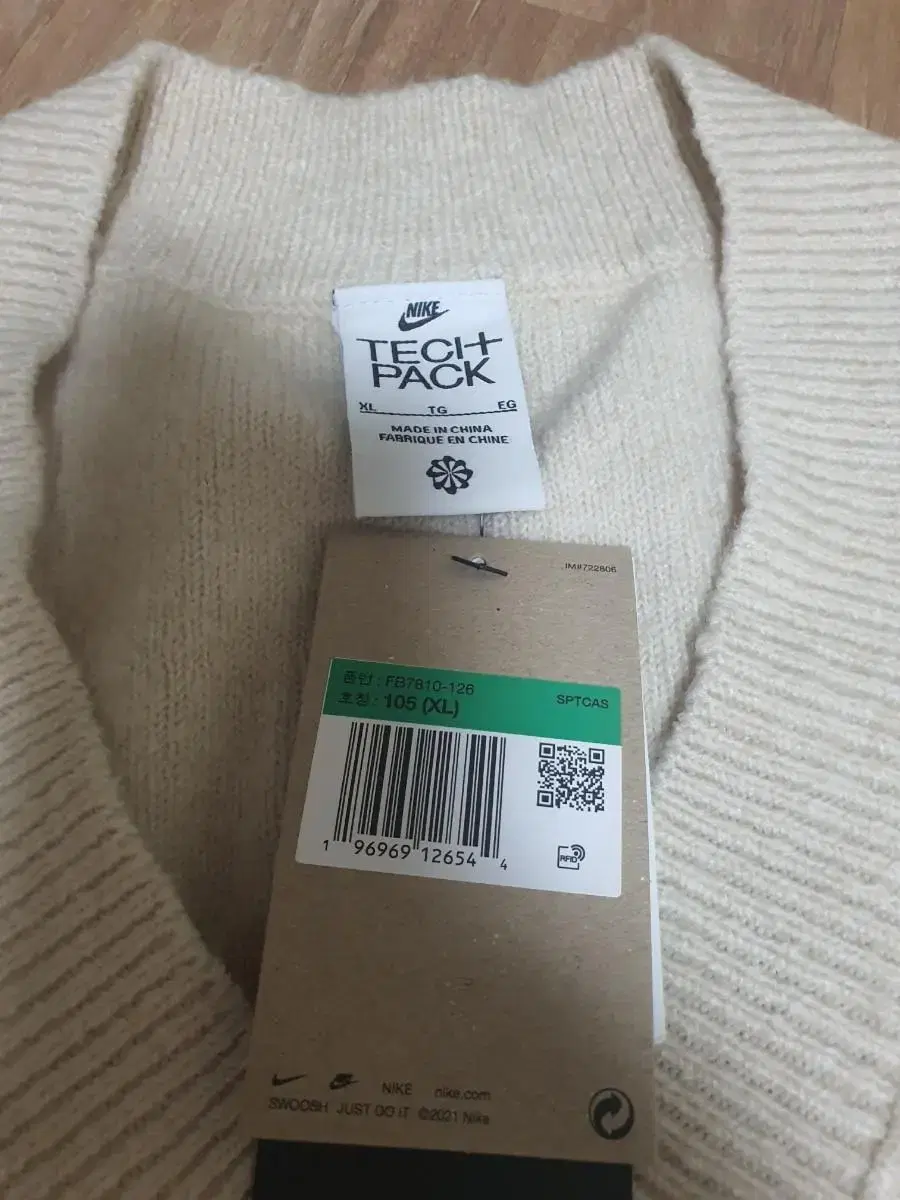 NIKE
TECH
PACK
XL TG EG
MADE IN CHINA
FABRIQUE EN CHINE
IM#722806
품번 : FB7810-126
호칭 : 105 (XL)
SPTCAS
1 96969 12654 4
RFID
NIKE nike.com
SWOOSH JUST DO IT ©2021 Nike